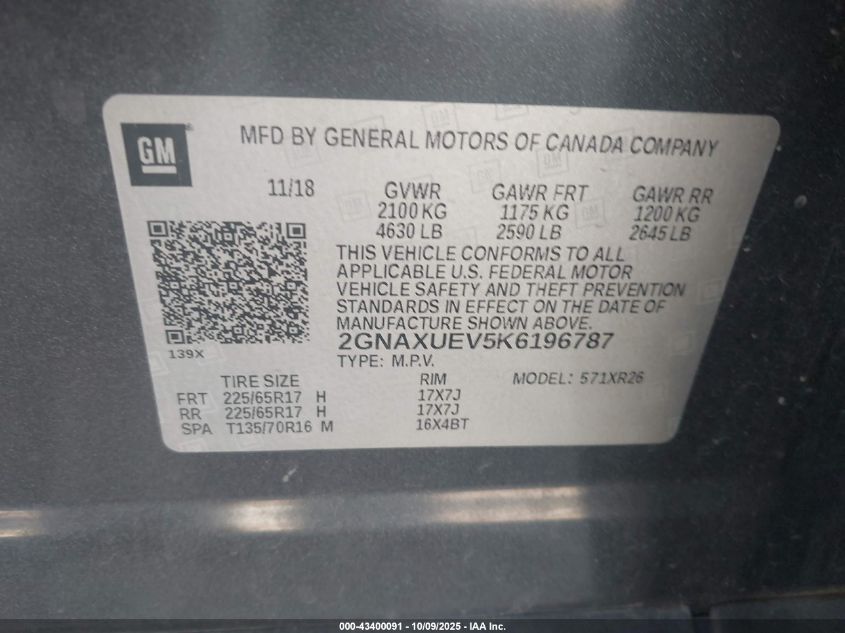 GM
MFD BY GENERAL MOTORS OF CANADA COMPANY
11/18 GVWR GAWR FRT GAWR RR
2100 KG 1175 KG 1200 KG
4630 LB 2590 LB 2645 LB
THIS VEHICLE CONFORMS TO ALL
APPLICABLE U.S. FEDERAL MOTOR
VEHICLE SAFETY AND THEFT PREVENTION
STANDARDS IN EFFECT ON THE DATE OF
MANUFACTURE SHOWN ABOVE.
139X
2GNAXUEV5K6196787
TYPE: M.P.V.
TIRE SIZE RIM MODEL: 571XR26
FRT 225/65R17 H 17X7J
RR 225/65R17 H 17X7J
SPA T135/70R16 M 16X4BT
000-43400091 - 10/09/2025 - IAA Inc.